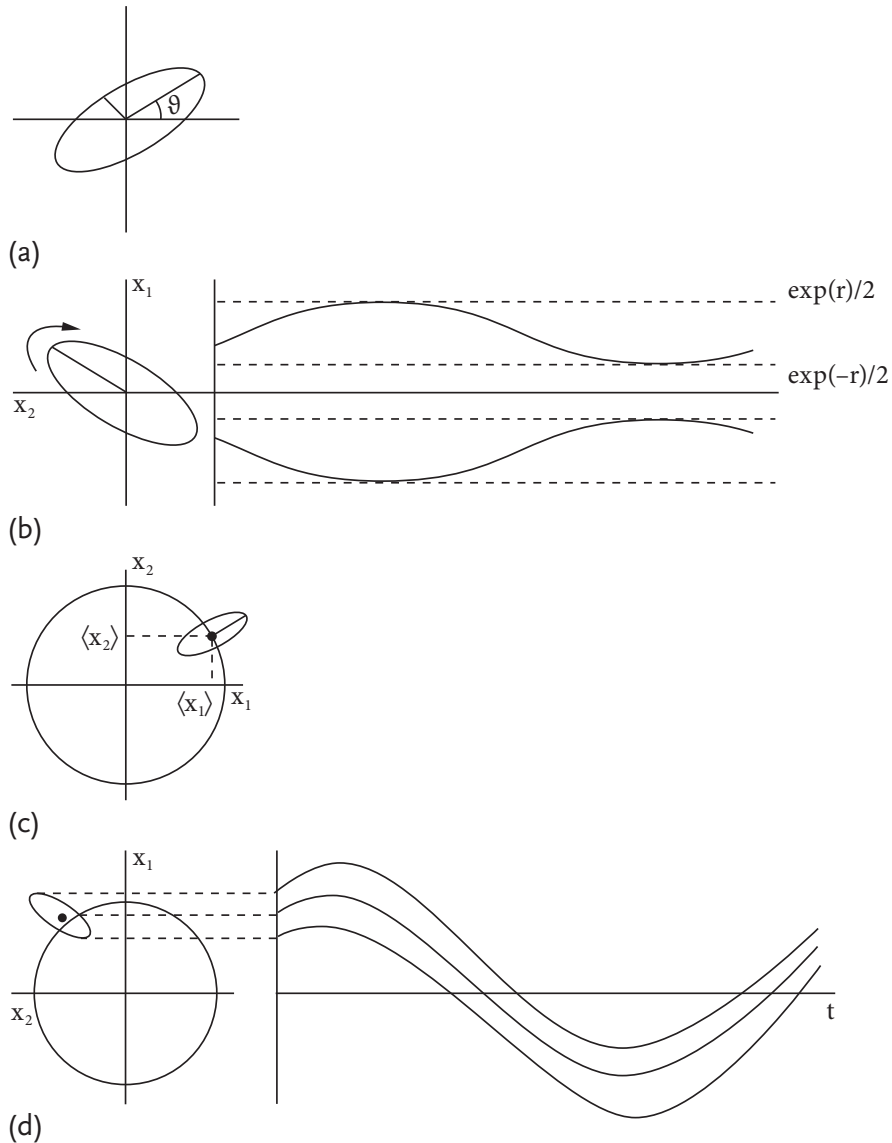 ϑ
(a)
x₁
exp(r)/2
exp(–r)/2
x₂
(b)
x₂
⟨x₂⟩
⟨x₁⟩ x₁
(c)
x₁
x₂
t
(d)